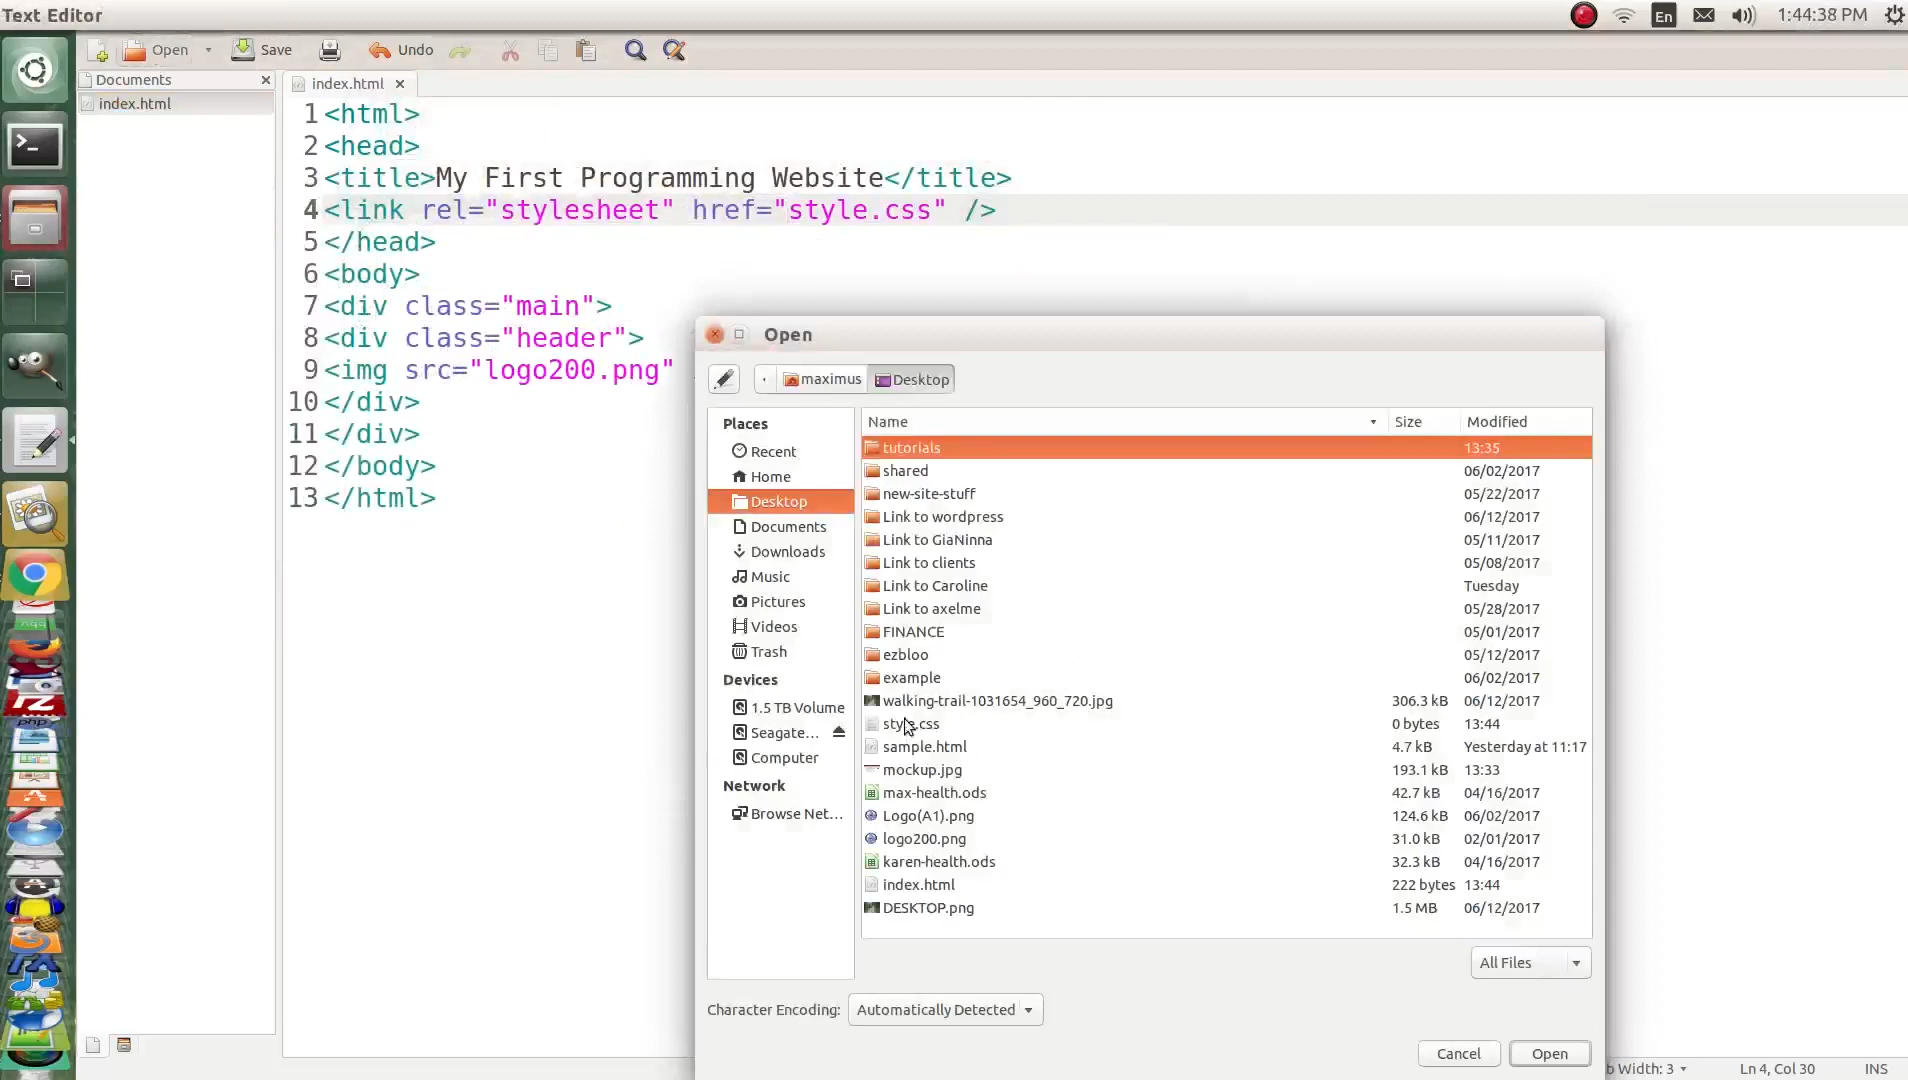 Text Editor
En
1:44:38 PM
Open
Save
Undo
Documents
index.html
index.html
1 <html>
2 <head>
3 <title>My First Programming Website</title>
4 <link rel="stylesheet" href="style.css" />
5 </head>
6 <body>
7 <div class="main">
8 <div class="header">
9 <img src="logo200.png"
10 </div>
11 </div>
12 </body>
13 </html>
Open
maximus
Desktop
Places
Recent
Home
Desktop
Documents
Downloads
Music
Pictures
Videos
Trash
Devices
1.5 TB Volume
Seagate...
Computer
Network
Browse Net...
Name Size Modified
tutorials 13:35
shared 06/02/2017
new-site-stuff 05/22/2017
Link to wordpress 06/12/2017
Link to GiaNinna 05/11/2017
Link to clients 05/08/2017
Link to Caroline Tuesday
Link to axelme 05/28/2017
FINANCE 05/01/2017
ezbloo 05/12/2017
example 06/02/2017
walking-trail-1031654_960_720.jpg 306.3 kB 06/12/2017
style.css 0 bytes 13:44
sample.html 4.7 kB Yesterday at 11:17
mockup.jpg 193.1 kB 13:33
max-health.ods 42.7 kB 04/16/2017
Logo(A1).png 124.6 kB 06/02/2017
logo200.png 31.0 kB 02/01/2017
karen-health.ods 32.3 kB 04/16/2017
index.html 222 bytes 13:44
DESKTOP.png 1.5 MB 06/12/2017
All Files
Character Encoding: Automatically Detected
Cancel
Open
b Width: 3
Ln 4, Col 30
INS
php